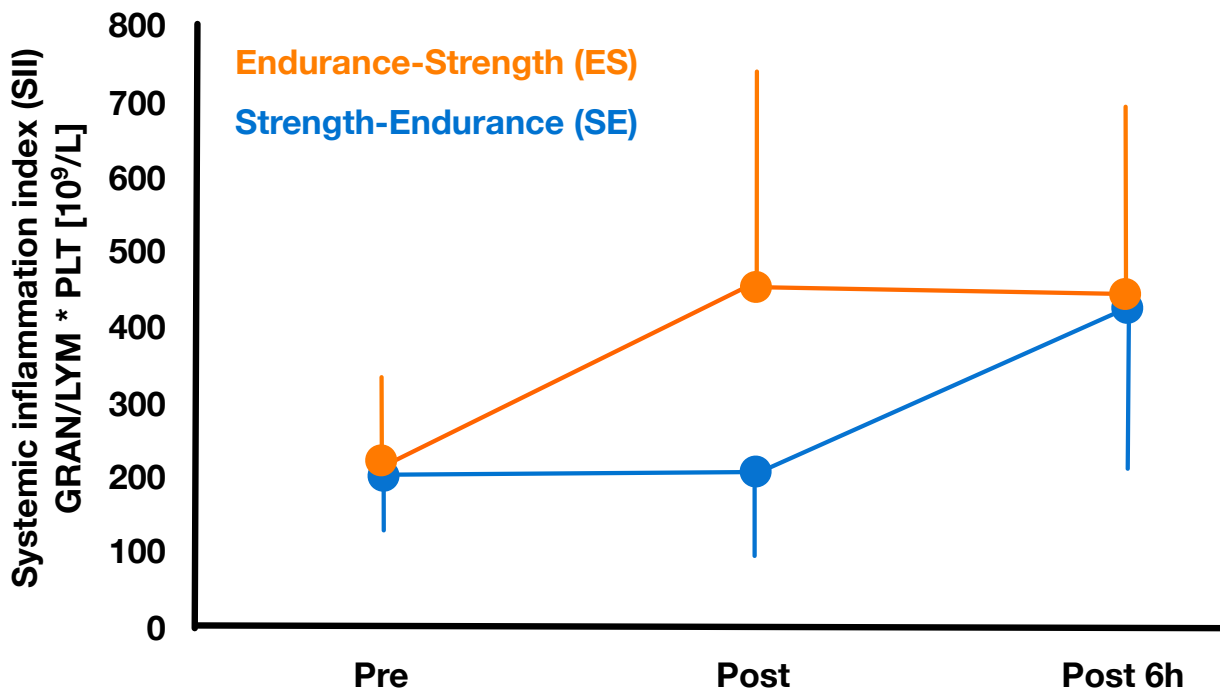 Systemic inflammation index (SII)
GRAN/LYM * PLT [10⁹/L]
800
700
600
500
400
300
200
100
0
Endurance-Strength (ES)
Strength-Endurance (SE)
Pre
Post
Post 6h